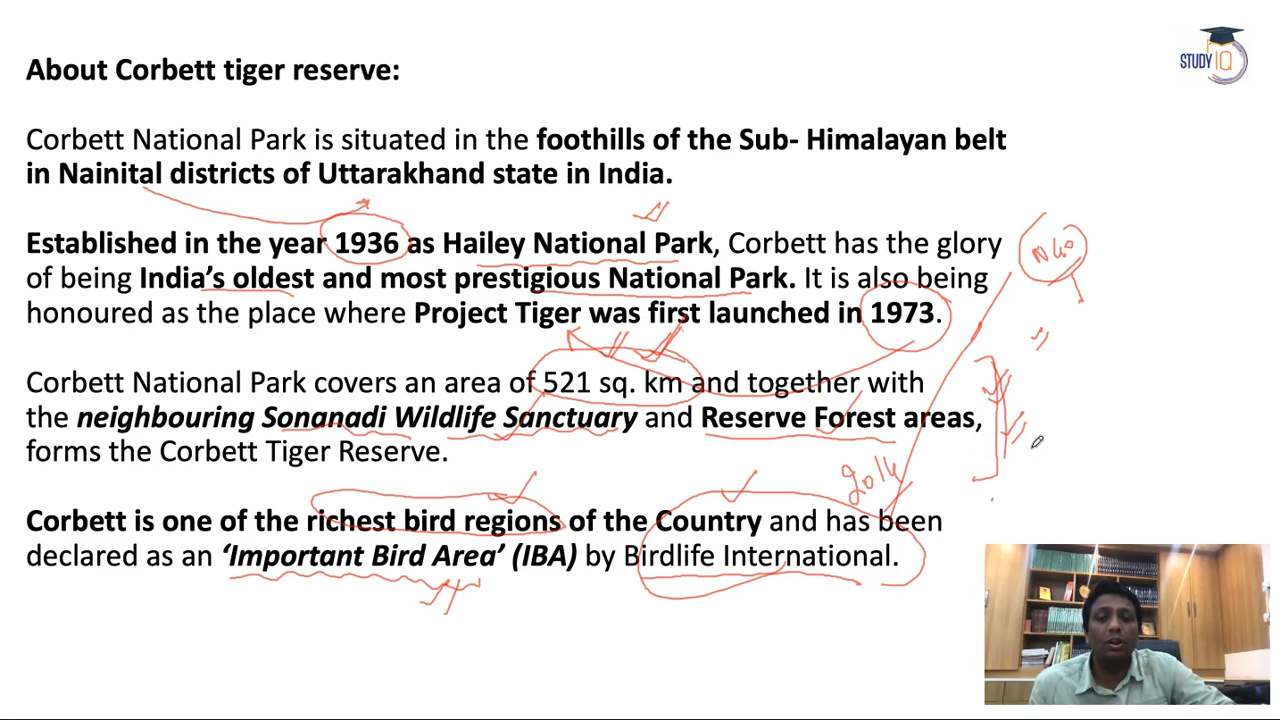 STUDY IQ
About Corbett tiger reserve:
Corbett National Park is situated in the foothills of the Sub- Himalayan belt
in Nainital districts of Uttarakhand state in India.
Established in the year 1936 as Hailey National Park, Corbett has the glory
of being India's oldest and most prestigious National Park. It is also being
honoured as the place where Project Tiger was first launched in 1973.
Corbett National Park covers an area of 521 sq. km and together with
the neighbouring Sonanadi Wildlife Sanctuary and Reserve Forest areas,
forms the Corbett Tiger Reserve.
Corbett is one of the richest bird regions of the Country and has been
declared as an ‘Important Bird Area’ (IBA) by Birdlife International.
NGO